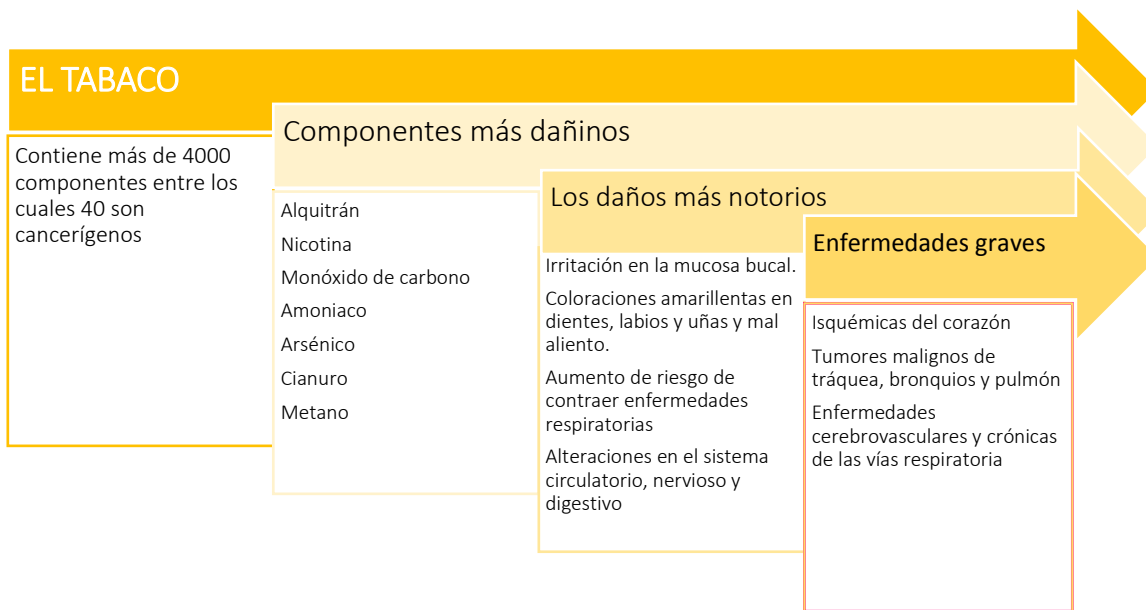 EL TABACO
Contiene más de 4000
componentes entre los
cuales 40 son
cancerígenos
Componentes más dañinos
Alquitrán
Nicotina
Monóxido de carbono
Amoniaco
Arsénico
Cianuro
Metano
Los daños más notorios
Irritación en la mucosa bucal.
Coloraciones amarillentas en
dientes, labios y uñas y mal
aliento.
Aumento de riesgo de
contraer enfermedades
respiratorias
Alteraciones en el sistema
circulatorio, nervioso y
digestivo
Enfermedades graves
Isquémicas del corazón
Tumores malignos de
tráquea, bronquios y pulmón
Enfermedades
cerebrovasculares y crónicas
de las vías respiratoria